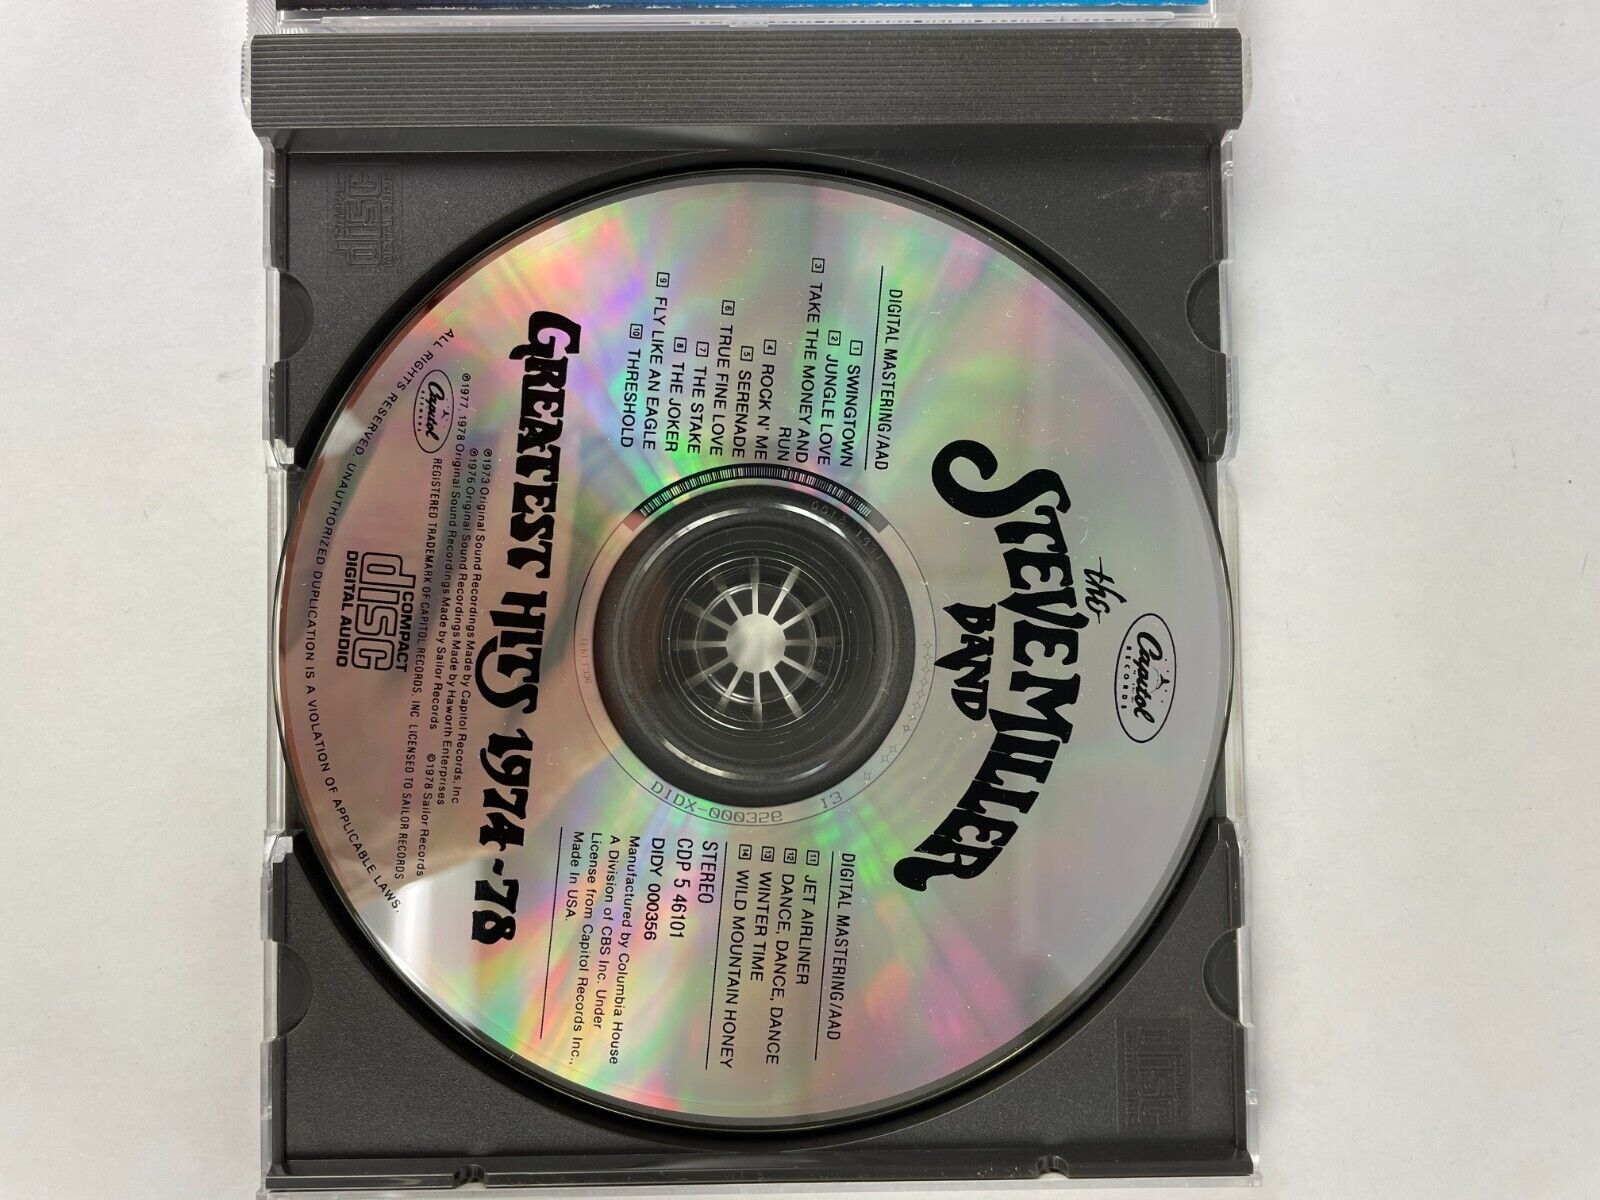 Capitol
RECORDS
the
STEVE MILLER
BAND
DIGITAL MASTERING/AAD
1 SWINGTOWN
2 JUNGLE LOVE
3 TAKE THE MONEY AND
RUN
4 ROCK N' ME
5 SERENADE
6 TRUE FINE LOVE
7 THE STAKE
8 THE JOKER
9 FLY LIKE AN EAGLE
10 THRESHOLD
DIGITAL MASTERING/AAD
11 JET AIRLINER
12 DANCE, DANCE, DANCE
13 WINTER TIME
14 WILD MOUNTAIN HONEY
STEREO
CDP 5 46101
DIDY 000356
Manufactured by Columbia House
A Division of CBS Inc. Under
License from Capitol Records Inc.,
Made In USA.
DIDX-000328 13
GREATEST HITS 1974-78
℗1973 Original Sound Recordings Made by Capitol Records, Inc.
℗1976 Original Sound Recordings Made by Haworth Enterprises
℗1977, 1978 Original Sound Recordings Made by Sailor Records ©1978 Sailor Records
Capitol
RECORDS
REGISTERED TRADEMARK OF CAPITOL RECORDS, INC LICENSED TO SAILOR RECORDS
COMPACT
disc
DIGITAL AUDIO
ALL RIGHTS RESERVED. UNAUTHORIZED DUPLICATION IS A VIOLATION OF APPLICABLE LAWS.
disc
disc